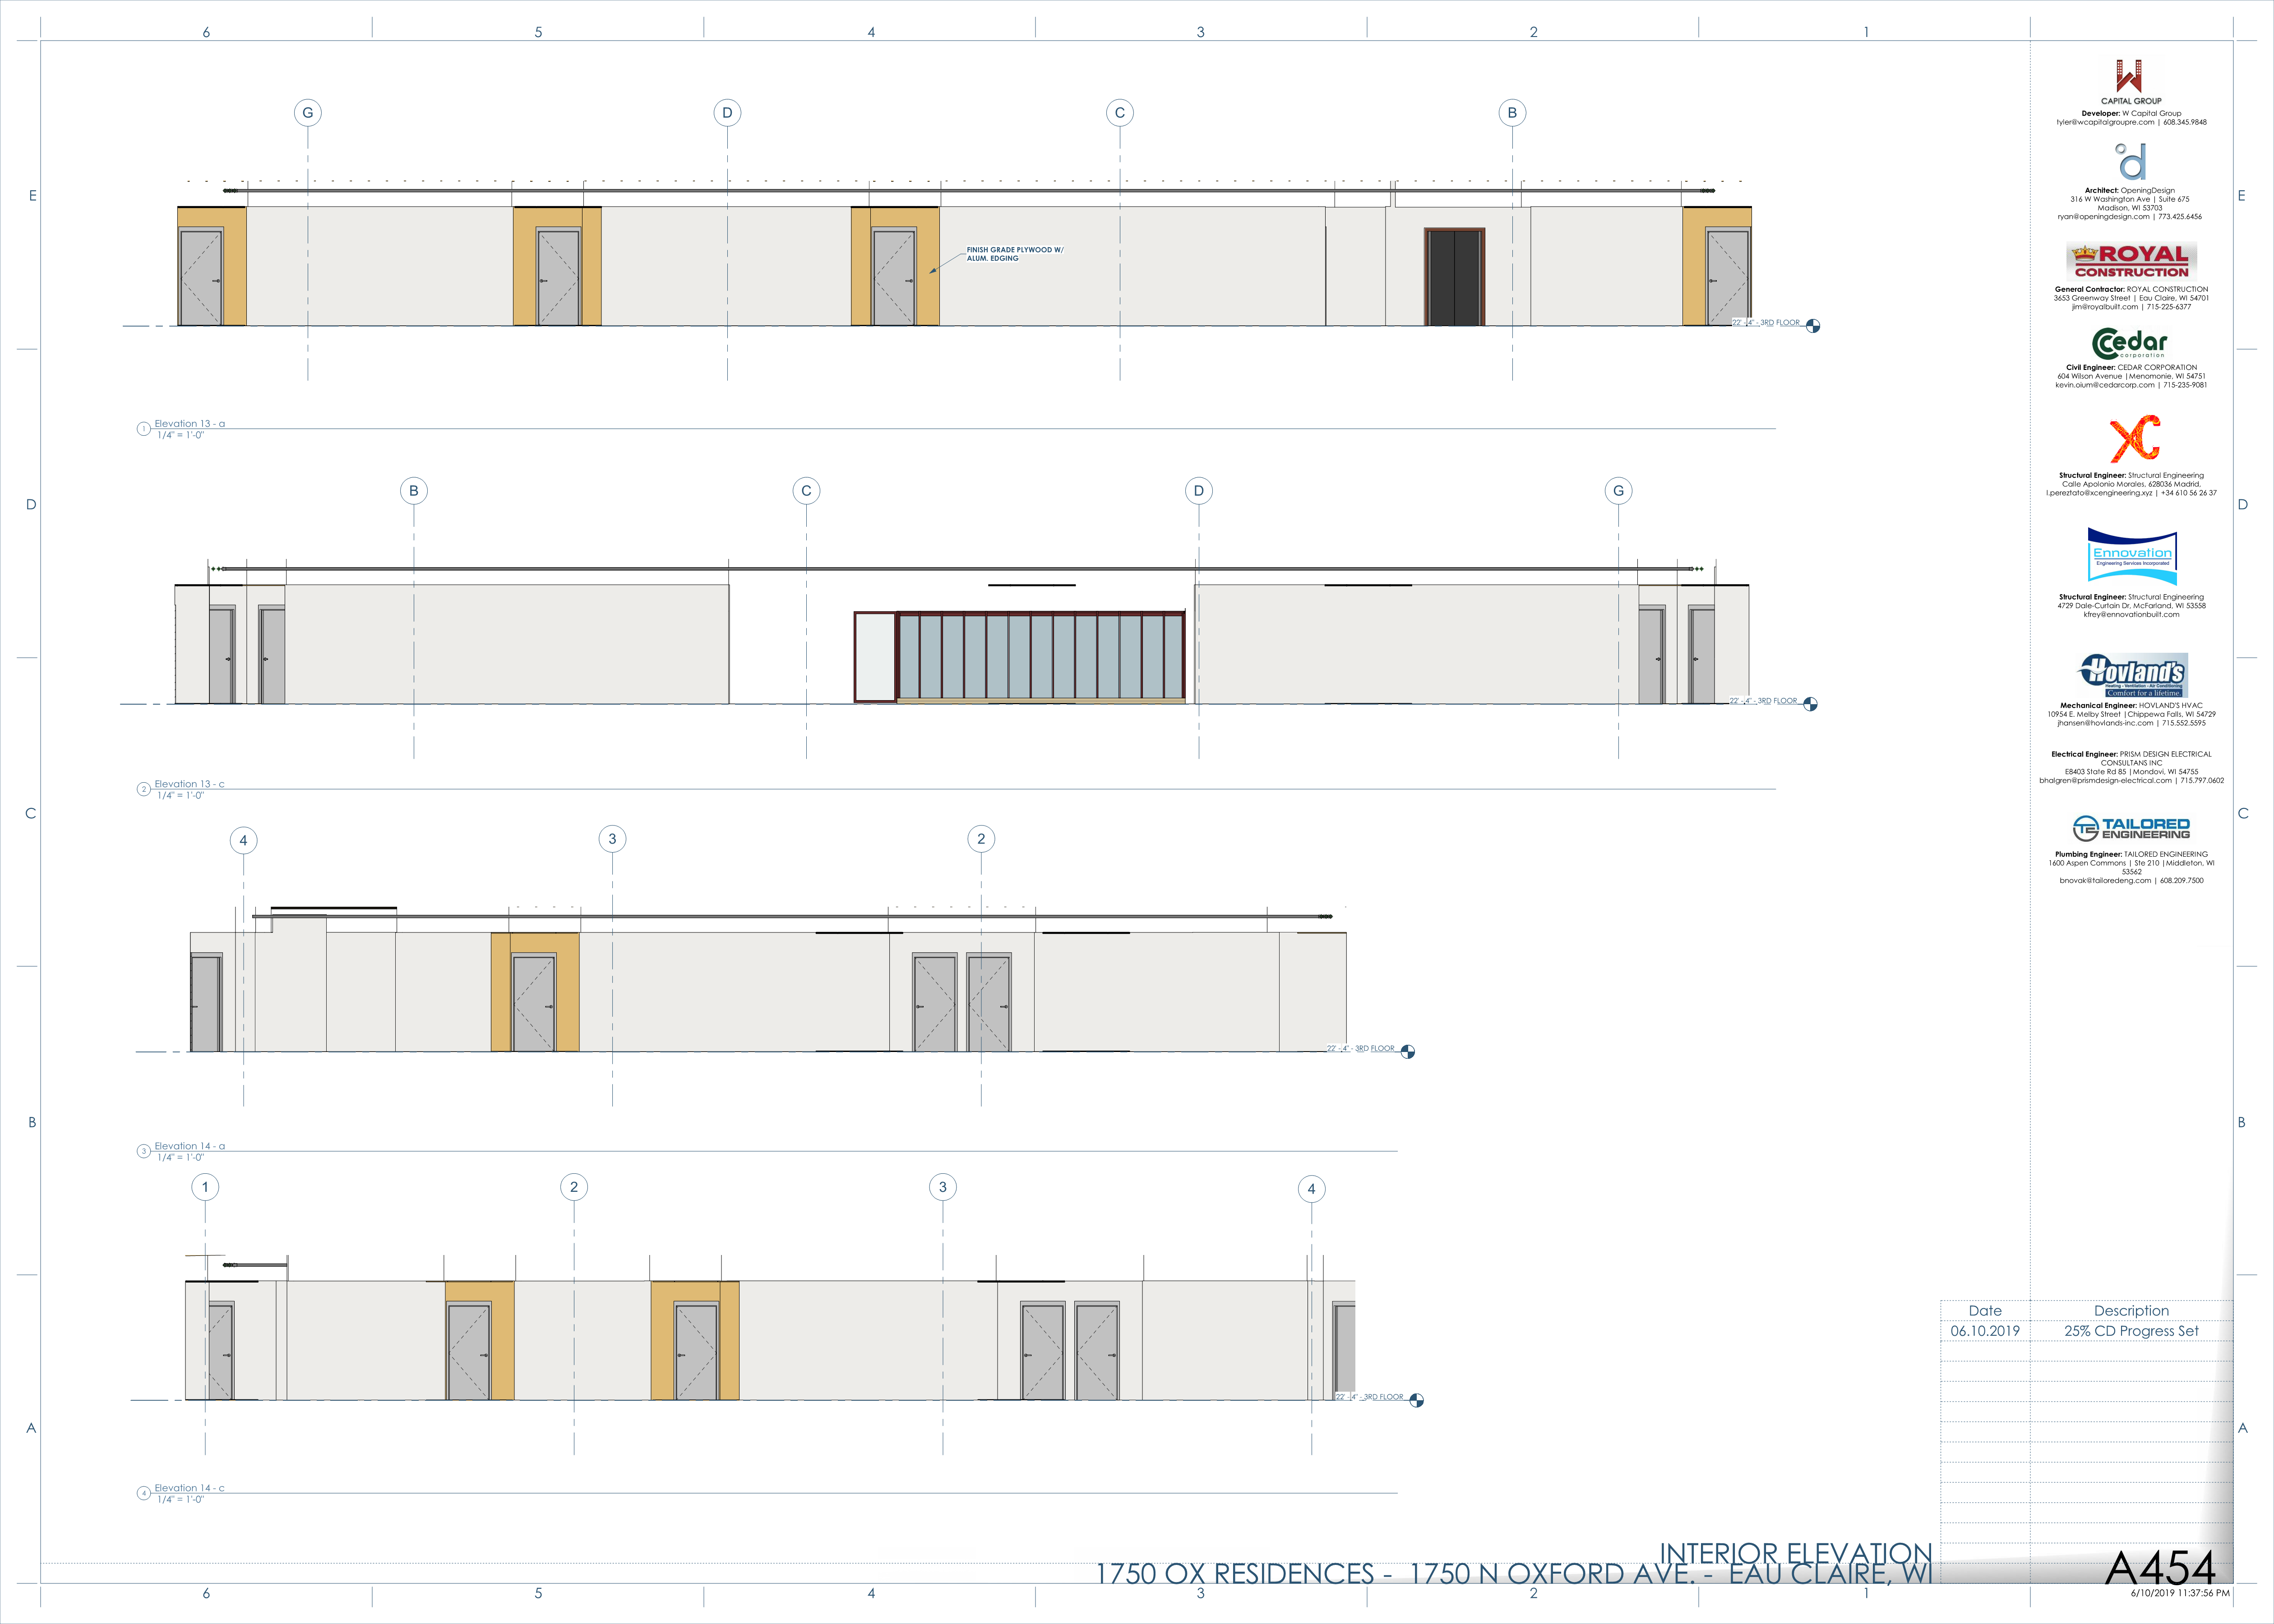 6 5 4 3 2 1
E
D
C
B
A
G D C B
FINISH GRADE PLYWOOD W/
ALUM. EDGING
22' - 4" - 3RD FLOOR
1 Elevation 13 - a
1/4" = 1'-0"
B C D G
22' - 4" - 3RD FLOOR
2 Elevation 13 - c
1/4" = 1'-0"
4 3 2
22' - 4" - 3RD FLOOR
3 Elevation 14 - a
1/4" = 1'-0"
1 2 3 4
22' - 4" - 3RD FLOOR
4 Elevation 14 - c
1/4" = 1'-0"
W
CAPITAL GROUP
Developer: W Capital Group
tyler@wcapitalgroupre.com | 608.345.9848
d
Architect: OpeningDesign
316 W Washington Ave | Suite 675
Madison, WI 53703
ryan@openingdesign.com | 773.425.6456
ROYAL
CONSTRUCTION
General Contractor: ROYAL CONSTRUCTION
3653 Greenway Street | Eau Claire, WI 54701
jim@royalbuilt.com | 715-225-6377
Cedar
corporation
Civil Engineer: CEDAR CORPORATION
604 Wilson Avenue |Menomonie, WI 54751
kevin.oium@cedarcorp.com | 715-235-9081
XC
Structural Engineer: Structural Engineering
Calle Apolonio Morales, 628036 Madrid,
l.pereztato@xcengineering.xyz | +34 610 56 26 37
Ennovation
Engineering Services Incorporated
Structural Engineer: Structural Engineering
4729 Dale-Curtain Dr, McFarland, WI 53558
kfrey@ennovationbuilt.com
Hovland's
Heating · Ventilation · Air Conditioning
Comfort for a lifetime.
Mechanical Engineer: HOVLAND'S HVAC
10954 E. Melby Street |Chippewa Falls, WI 54729
jhansen@hovlands-inc.com | 715.552.5595
Electrical Engineer: PRISM DESIGN ELECTRICAL
CONSULTANS INC
E8403 State Rd 85 |Mondovi, WI 54755
bhalgren@prismdesign-electrical.com | 715.797.0602
TE TAILORED
ENGINEERING
Plumbing Engineer: TAILORED ENGINEERING
1600 Aspen Commons | Ste 210 |Middleton, WI
53562
bnovak@tailoredeng.com | 608.209.7500
E
D
C
B
A
Date Description
06.10.2019 25% CD Progress Set
INTERIOR ELEVATION
1750 OX RESIDENCES - 1750 N OXFORD AVE. - EAU CLAIRE, WI
A454
6/10/2019 11:37:56 PM
6 5 4 3 2 1